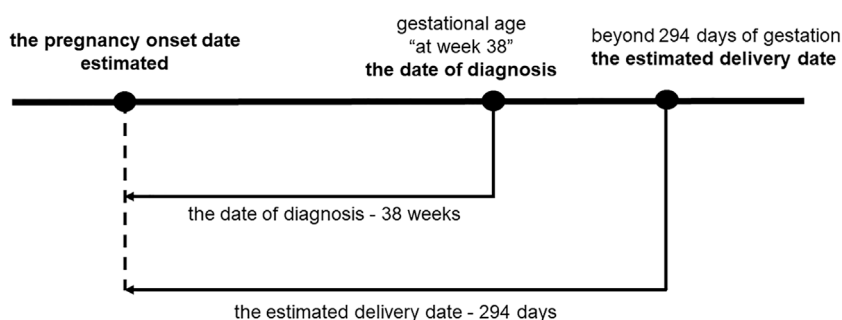 the pregnancy onset date
estimated
gestational age
“at week 38”
the date of diagnosis
beyond 294 days of gestation
the estimated delivery date
the date of diagnosis - 38 weeks
the estimated delivery date - 294 days